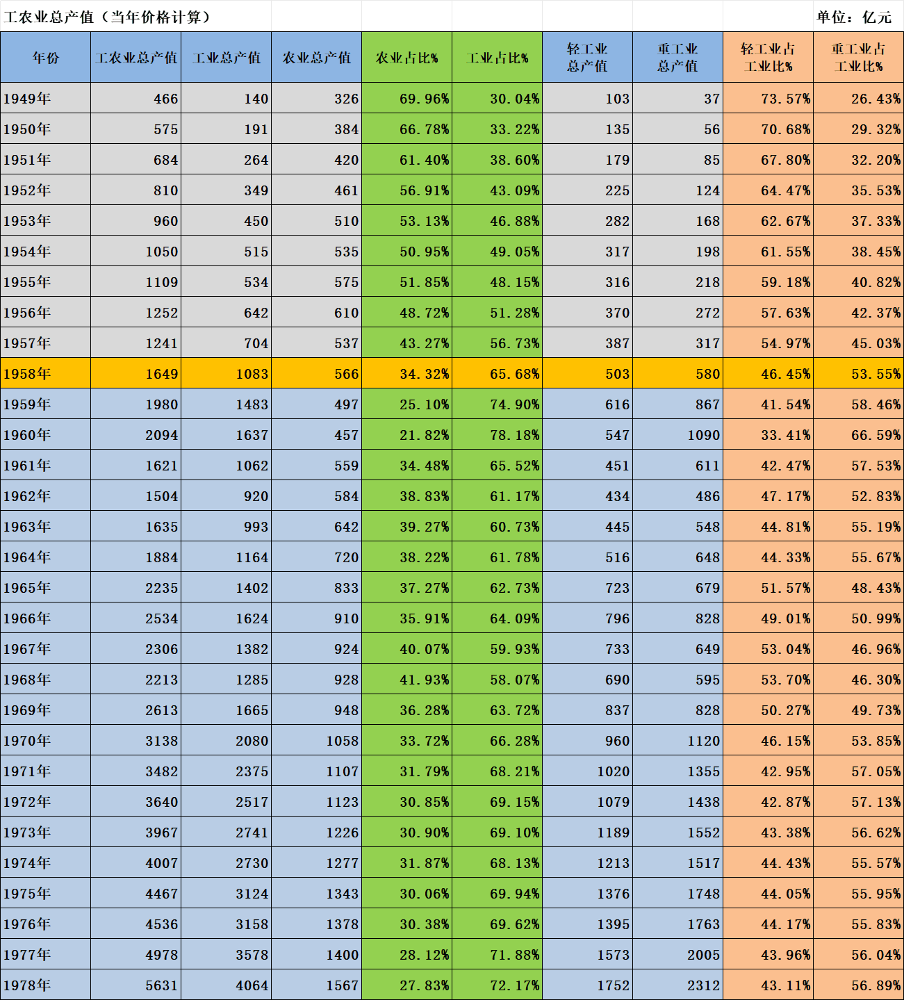 工农业总产值（当年价格计算） 单位：亿元
年份 工农业总产值 工业总产值 农业总产值 农业占比% 工业占比% 轻工业总产值 重工业总产值 轻工业占工业比% 重工业占工业比%
1949年 466 140 326 69.96% 30.04% 103 37 73.57% 26.43%
1950年 575 191 384 66.78% 33.22% 135 56 70.68% 29.32%
1951年 684 264 420 61.40% 38.60% 179 85 67.80% 32.20%
1952年 810 349 461 56.91% 43.09% 225 124 64.47% 35.53%
1953年 960 450 510 53.13% 46.88% 282 168 62.67% 37.33%
1954年 1050 515 535 50.95% 49.05% 317 198 61.55% 38.45%
1955年 1109 534 575 51.85% 48.15% 316 218 59.18% 40.82%
1956年 1252 642 610 48.72% 51.28% 370 272 57.63% 42.37%
1957年 1241 704 537 43.27% 56.73% 387 317 54.97% 45.03%
1958年 1649 1083 566 34.32% 65.68% 503 580 46.45% 53.55%
1959年 1980 1483 497 25.10% 74.90% 616 867 41.54% 58.46%
1960年 2094 1637 457 21.82% 78.18% 547 1090 33.41% 66.59%
1961年 1621 1062 559 34.48% 65.52% 451 611 42.47% 57.53%
1962年 1504 920 584 38.83% 61.17% 434 486 47.17% 52.83%
1963年 1635 993 642 39.27% 60.73% 445 548 44.81% 55.19%
1964年 1884 1164 720 38.22% 61.78% 516 648 44.33% 55.67%
1965年 2235 1402 833 37.27% 62.73% 723 679 51.57% 48.43%
1966年 2534 1624 910 35.91% 64.09% 796 828 49.01% 50.99%
1967年 2306 1382 924 40.07% 59.93% 733 649 53.04% 46.96%
1968年 2213 1285 928 41.93% 58.07% 690 595 53.70% 46.30%
1969年 2613 1665 948 36.28% 63.72% 837 828 50.27% 49.73%
1970年 3138 2080 1058 33.72% 66.28% 960 1120 46.15% 53.85%
1971年 3482 2375 1107 31.79% 68.21% 1020 1355 42.95% 57.05%
1972年 3640 2517 1123 30.85% 69.15% 1079 1438 42.87% 57.13%
1973年 3967 2741 1226 30.90% 69.10% 1189 1552 43.38% 56.62%
1974年 4007 2730 1277 31.87% 68.13% 1213 1517 44.43% 55.57%
1975年 4467 3124 1343 30.06% 69.94% 1376 1748 44.05% 55.95%
1976年 4536 3158 1378 30.38% 69.62% 1395 1763 44.17% 55.83%
1977年 4978 3578 1400 28.12% 71.88% 1573 2005 43.96% 56.04%
1978年 5631 4064 1567 27.83% 72.17% 1752 2312 43.11% 56.89%